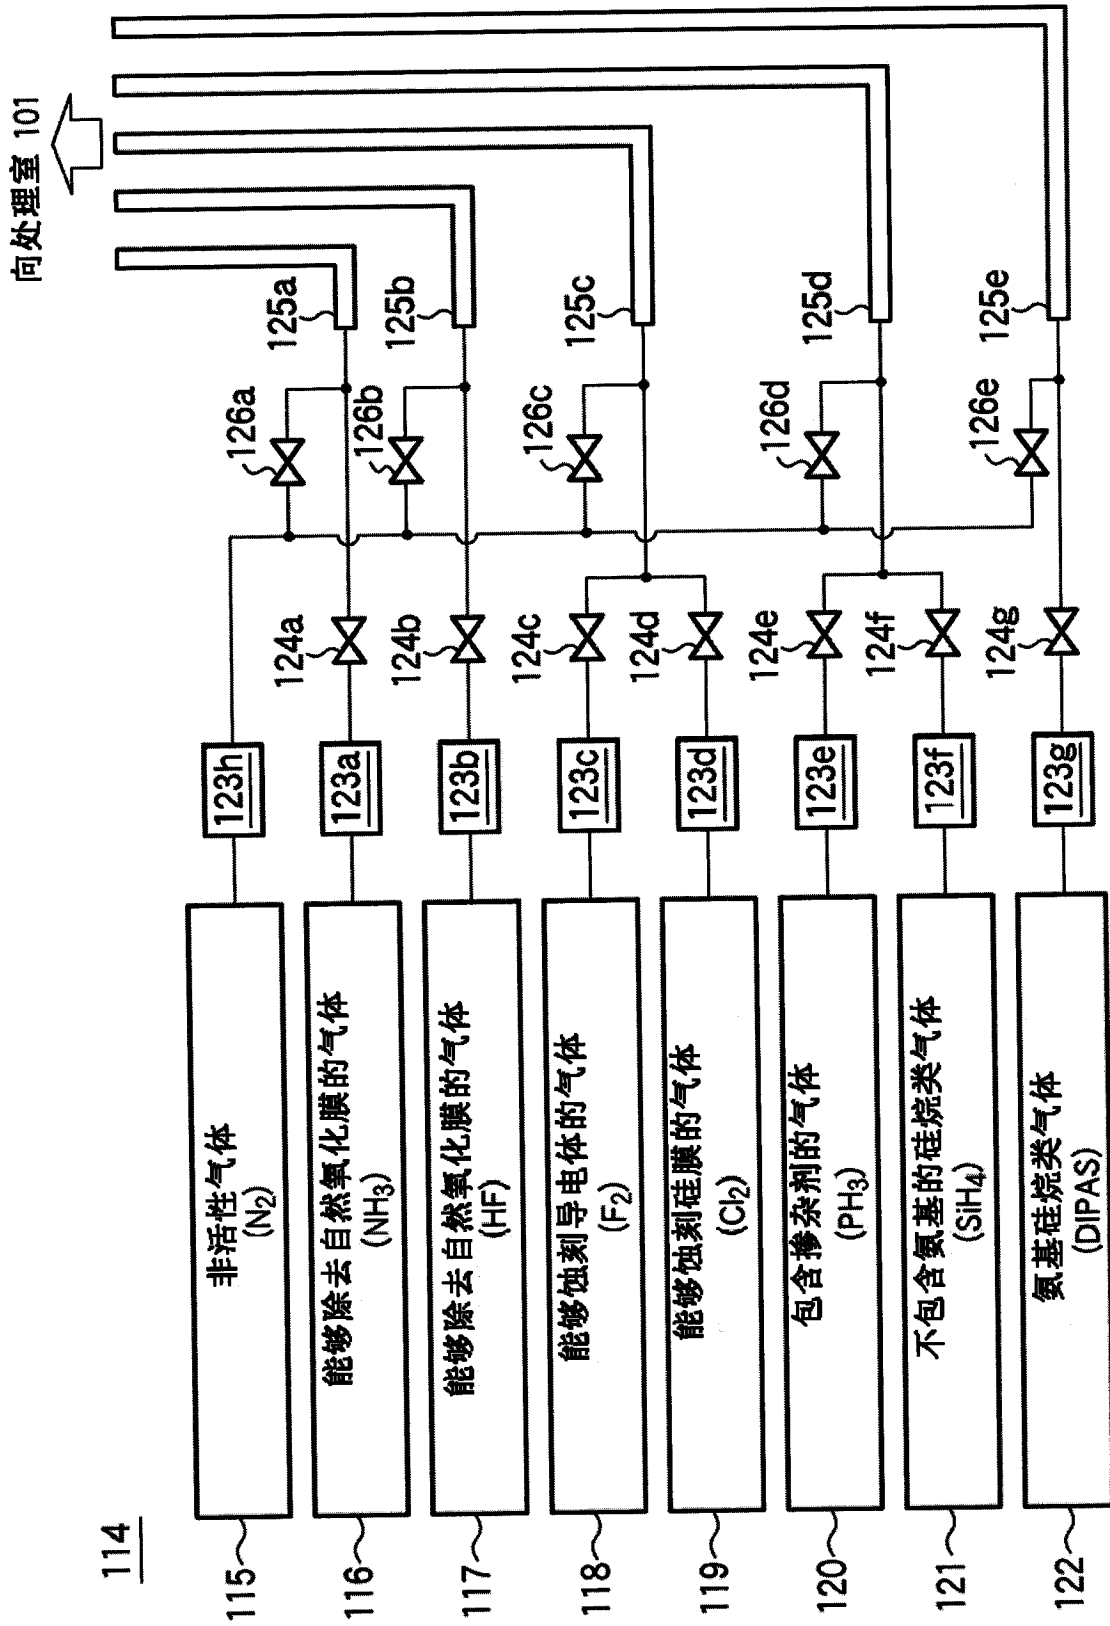 114
向处理室 101
115
非活性气体
(N₂)
123h
116
能够除去自然氧化膜的气体
(NH₃)
123a
124a
126a
125a
117
能够除去自然氧化膜的气体
(HF)
123b
124b
126b
125b
118
能够蚀刻导电体的气体
(F₂)
123c
124c
126c
125c
119
能够蚀刻硅膜的气体
(Cl₂)
123d
124d
120
包含掺杂剂的气体
(PH₃)
123e
124e
126d
125d
121
不包含氨基的硅烷类气体
(SiH₄)
123f
124f
122
氨基硅烷类气体
(DIPAS)
123g
124g
126e
125e